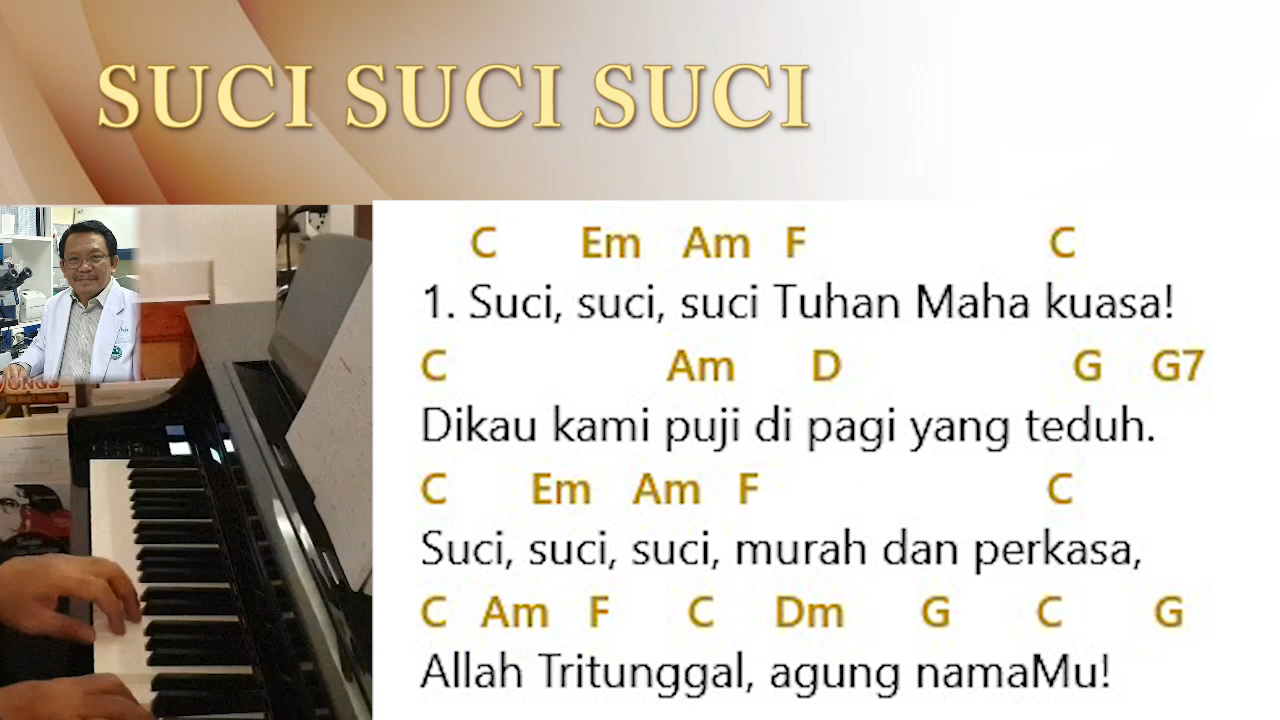 SUCI SUCI SUCI
C Em Am F C
1. Suci, suci, suci Tuhan Maha kuasa!
C Am D G G7
Dikau kami puji di pagi yang teduh.
C Em Am F C
Suci, suci, suci, murah dan perkasa,
C Am F C Dm G C G
Allah Tritunggal, agung namaMu!